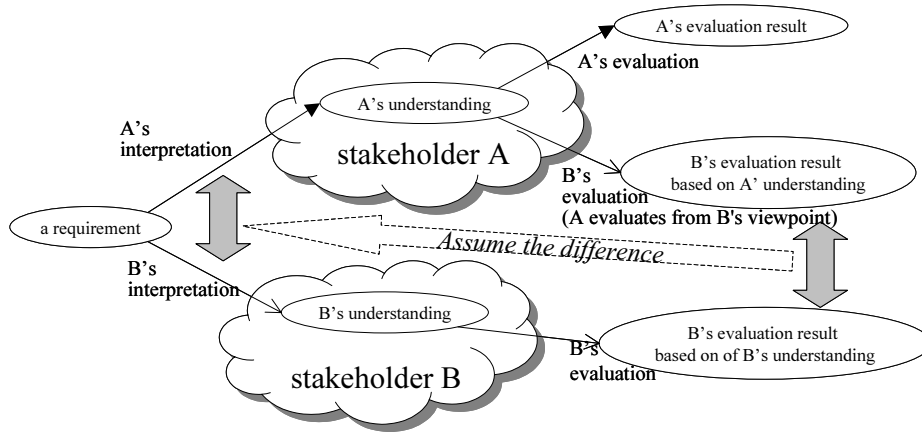 A's evaluation result
A's evaluation
A's understanding
A's
interpretation
stakeholder A
B's evaluation result
based on A' understanding
B's
evaluation
(A evaluates from B's viewpoint)
a requirement
Assume the difference
B's
interpretation
B's understanding
B's evaluation result
based on of B's understanding
B's
evaluation
stakeholder B